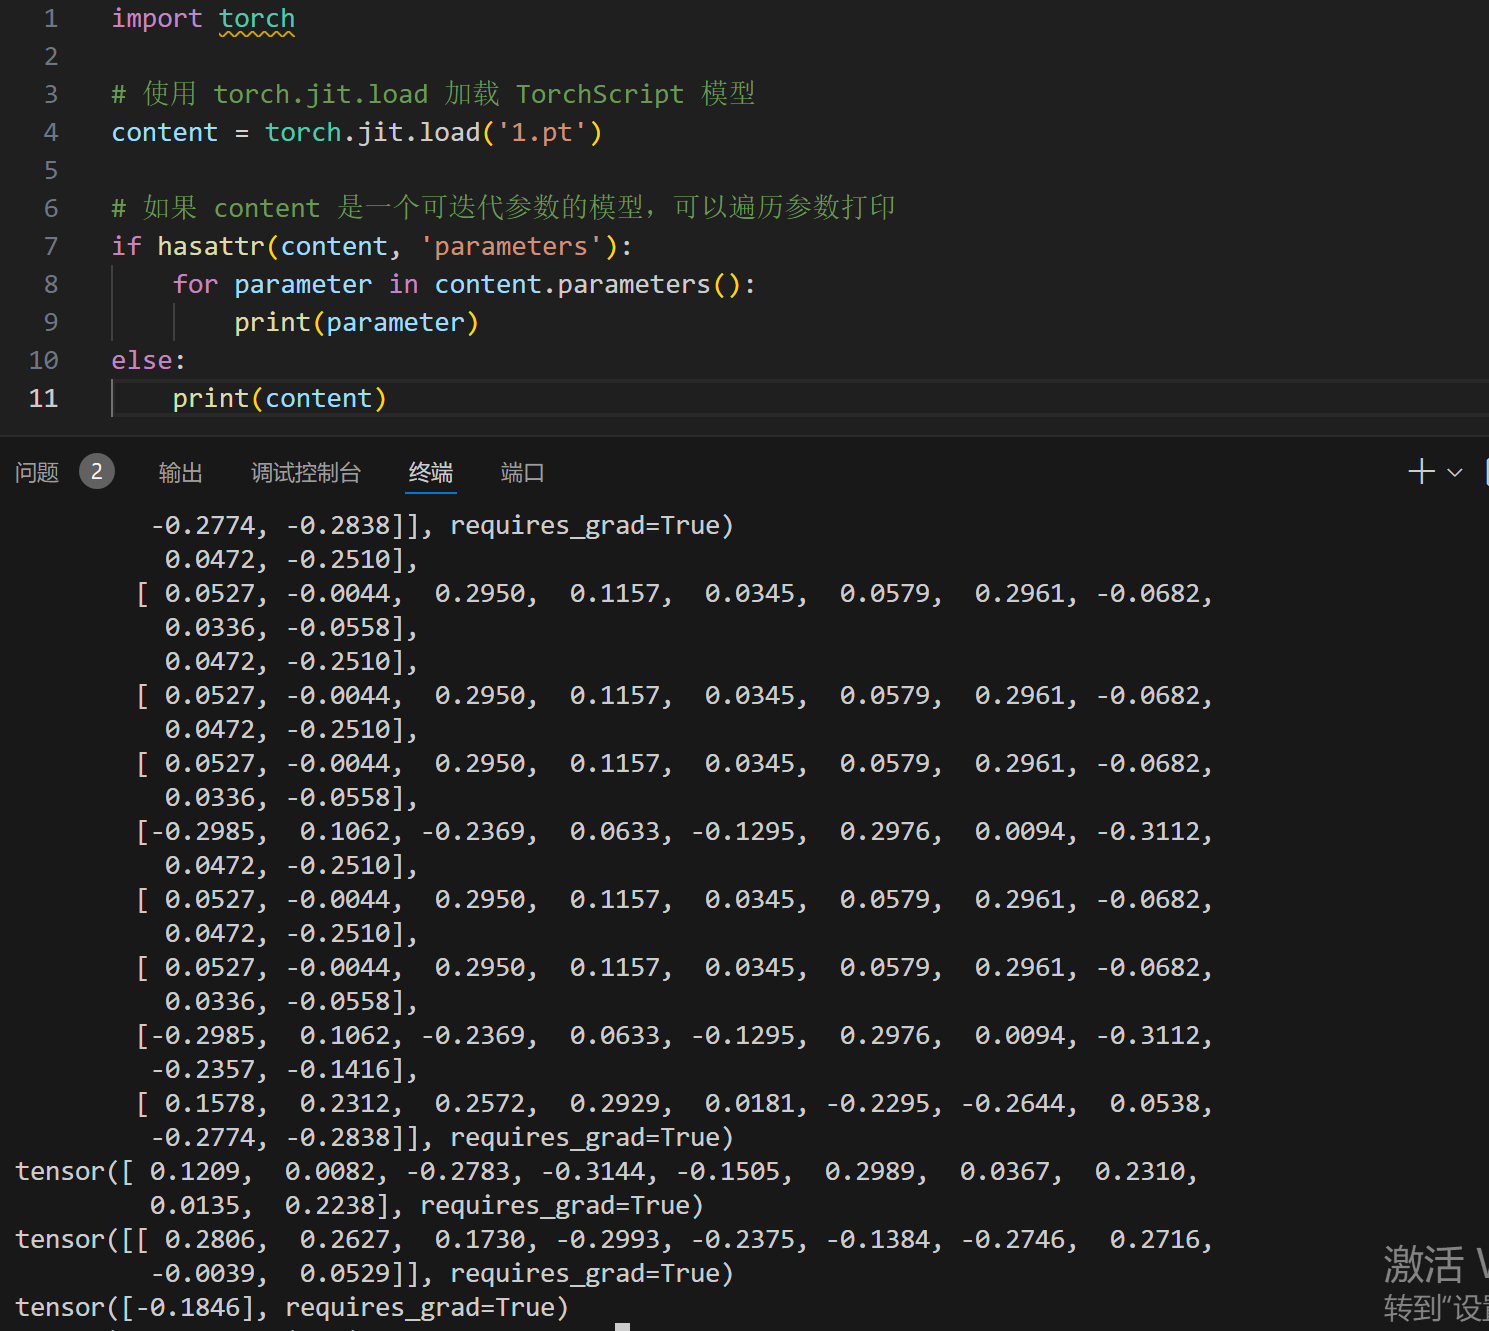 1 import torch
2
3 # 使用 torch.jit.load 加载 TorchScript 模型
4 content = torch.jit.load('1.pt')
5
6 # 如果 content 是一个可迭代参数的模型，可以遍历参数打印
7 if hasattr(content, 'parameters'):
8     for parameter in content.parameters():
9         print(parameter)
10 else:
11     print(content)
问题 2 输出 调试控制台 终端 端口
-0.2774, -0.2838]], requires_grad=True)
0.0472, -0.2510],
[ 0.0527, -0.0044,  0.2950,  0.1157,  0.0345,  0.0579,  0.2961, -0.0682,
0.0336, -0.0558],
0.0472, -0.2510],
[ 0.0527, -0.0044,  0.2950,  0.1157,  0.0345,  0.0579,  0.2961, -0.0682,
0.0472, -0.2510],
[ 0.0527, -0.0044,  0.2950,  0.1157,  0.0345,  0.0579,  0.2961, -0.0682,
0.0336, -0.0558],
[-0.2985,  0.1062, -0.2369,  0.0633, -0.1295,  0.2976,  0.0094, -0.3112,
0.0472, -0.2510],
[ 0.0527, -0.0044,  0.2950,  0.1157,  0.0345,  0.0579,  0.2961, -0.0682,
0.0472, -0.2510],
[ 0.0527, -0.0044,  0.2950,  0.1157,  0.0345,  0.0579,  0.2961, -0.0682,
0.0336, -0.0558],
[-0.2985,  0.1062, -0.2369,  0.0633, -0.1295,  0.2976,  0.0094, -0.3112,
-0.2357, -0.1416],
[ 0.1578,  0.2312,  0.2572,  0.2929,  0.0181, -0.2295, -0.2644,  0.0538,
-0.2774, -0.2838]], requires_grad=True)
tensor([ 0.1209,  0.0082, -0.2783, -0.3144, -0.1505,  0.2989,  0.0367,  0.2310,
0.0135,  0.2238], requires_grad=True)
tensor([[ 0.2806,  0.2627,  0.1730, -0.2993, -0.2375, -0.1384, -0.2746,  0.2716,
-0.0039,  0.0529]], requires_grad=True)
tensor([-0.1846], requires_grad=True)
激活
转到"设置